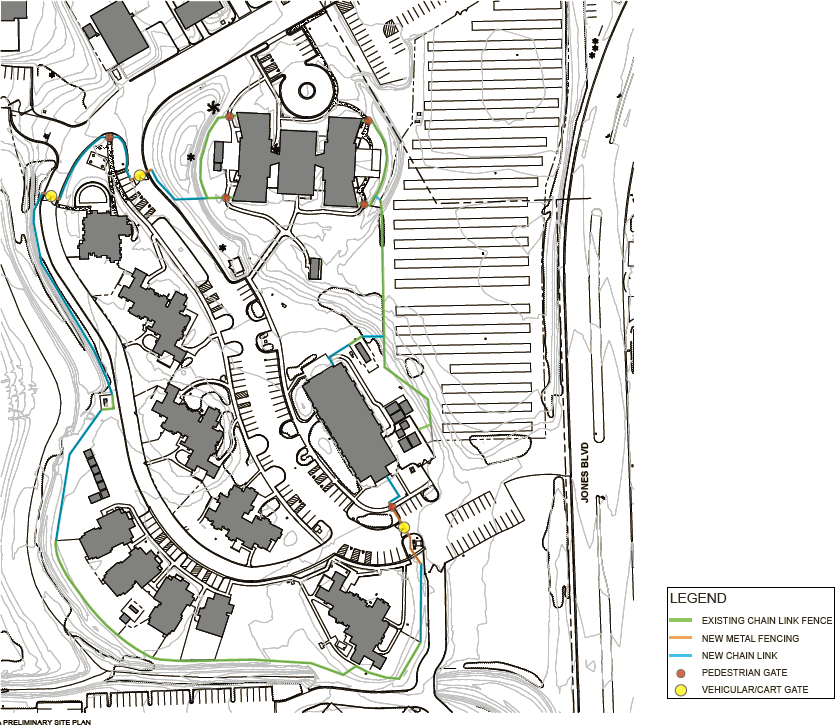 JONES BLVD
LEGEND
EXISTING CHAIN LINK FENCE
NEW METAL FENCING
NEW CHAIN LINK
PEDESTRIAN GATE
VEHICULAR/CART GATE
A PRELIMINARY SITE PLAN